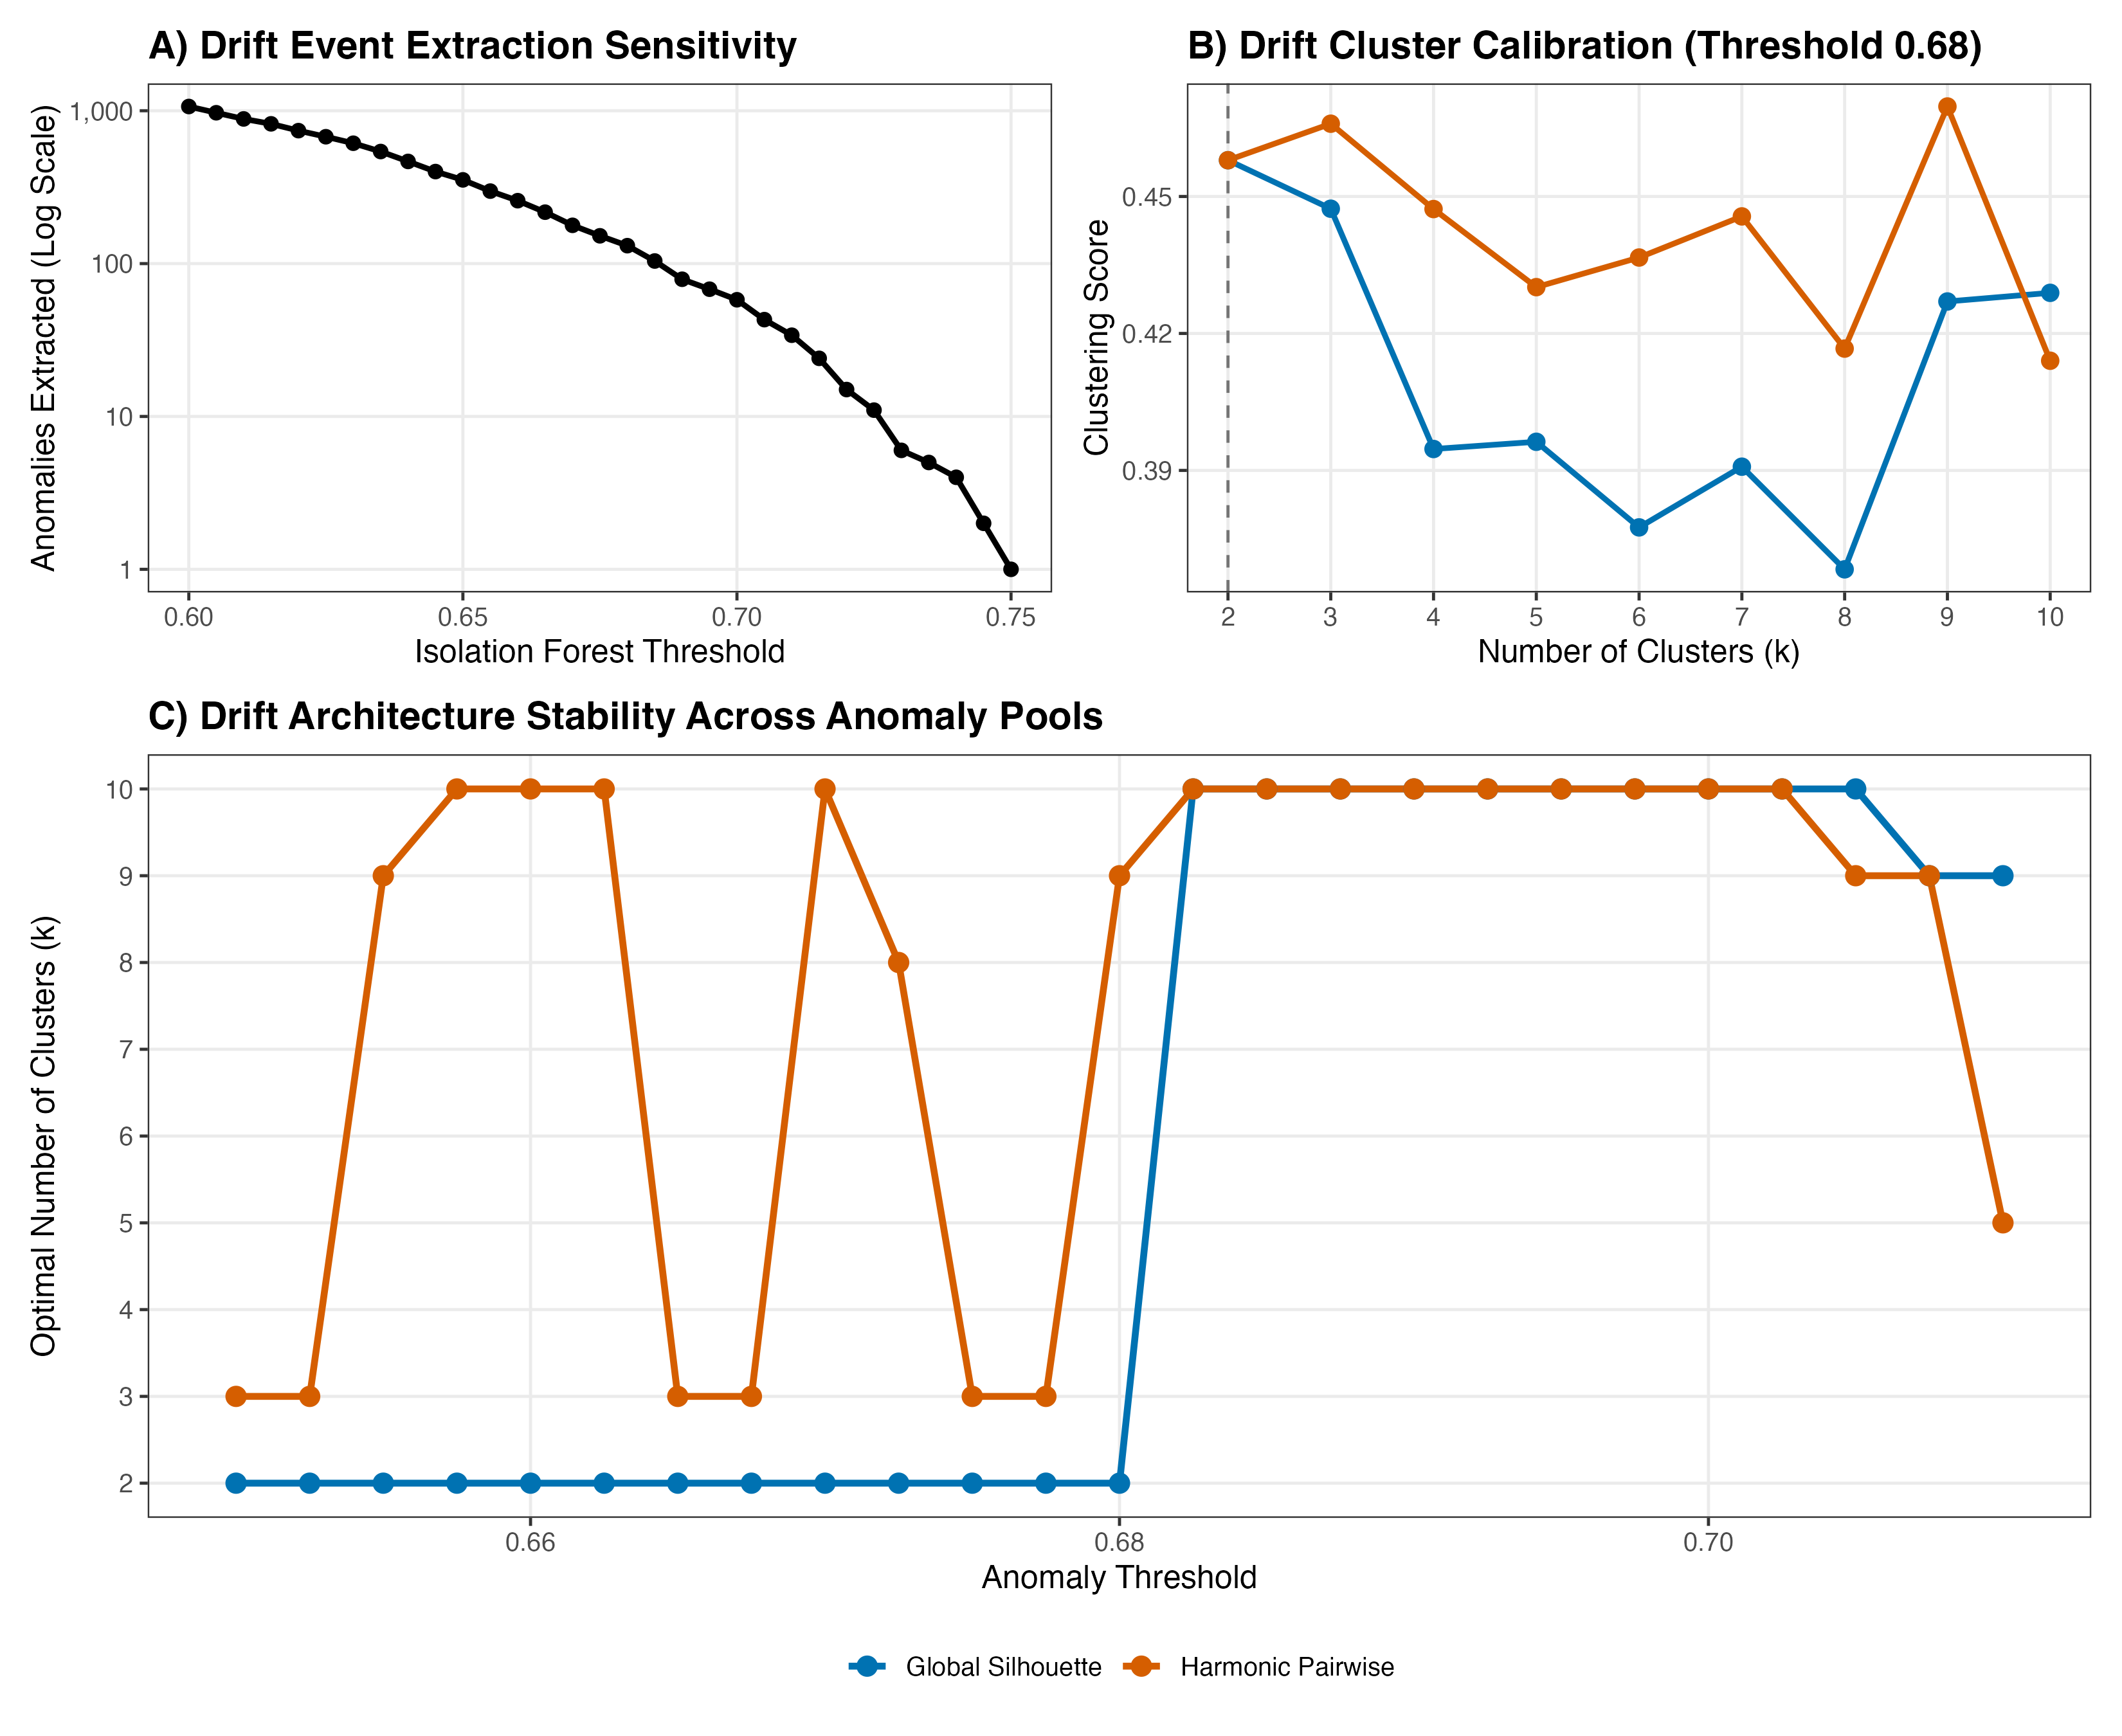 A) Drift Event Extraction Sensitivity
Anomalies Extracted (Log Scale)
1,000
100
10
1
0.60 0.65 0.70 0.75
Isolation Forest Threshold
B) Drift Cluster Calibration (Threshold 0.68)
Clustering Score
0.45
0.42
0.39
2 3 4 5 6 7 8 9 10
Number of Clusters (k)
C) Drift Architecture Stability Across Anomaly Pools
Optimal Number of Clusters (k)
10
9
8
7
6
5
4
3
2
0.66 0.68 0.70
Anomaly Threshold
Global Silhouette Harmonic Pairwise